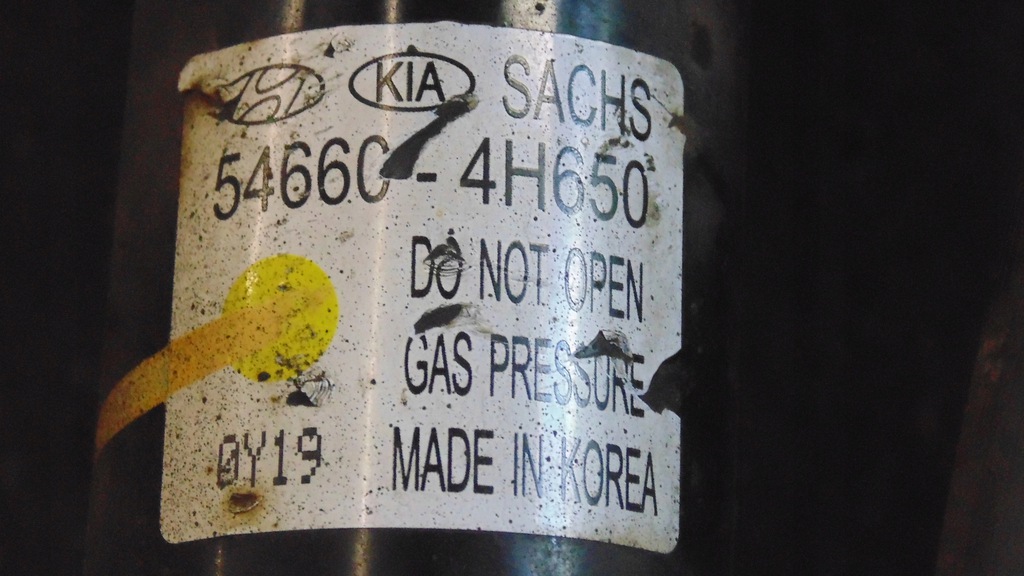 KIA SACHS
54660-4H650
DO NOT OPEN
GAS PRESSURE
0Y19 MADE IN KOREA